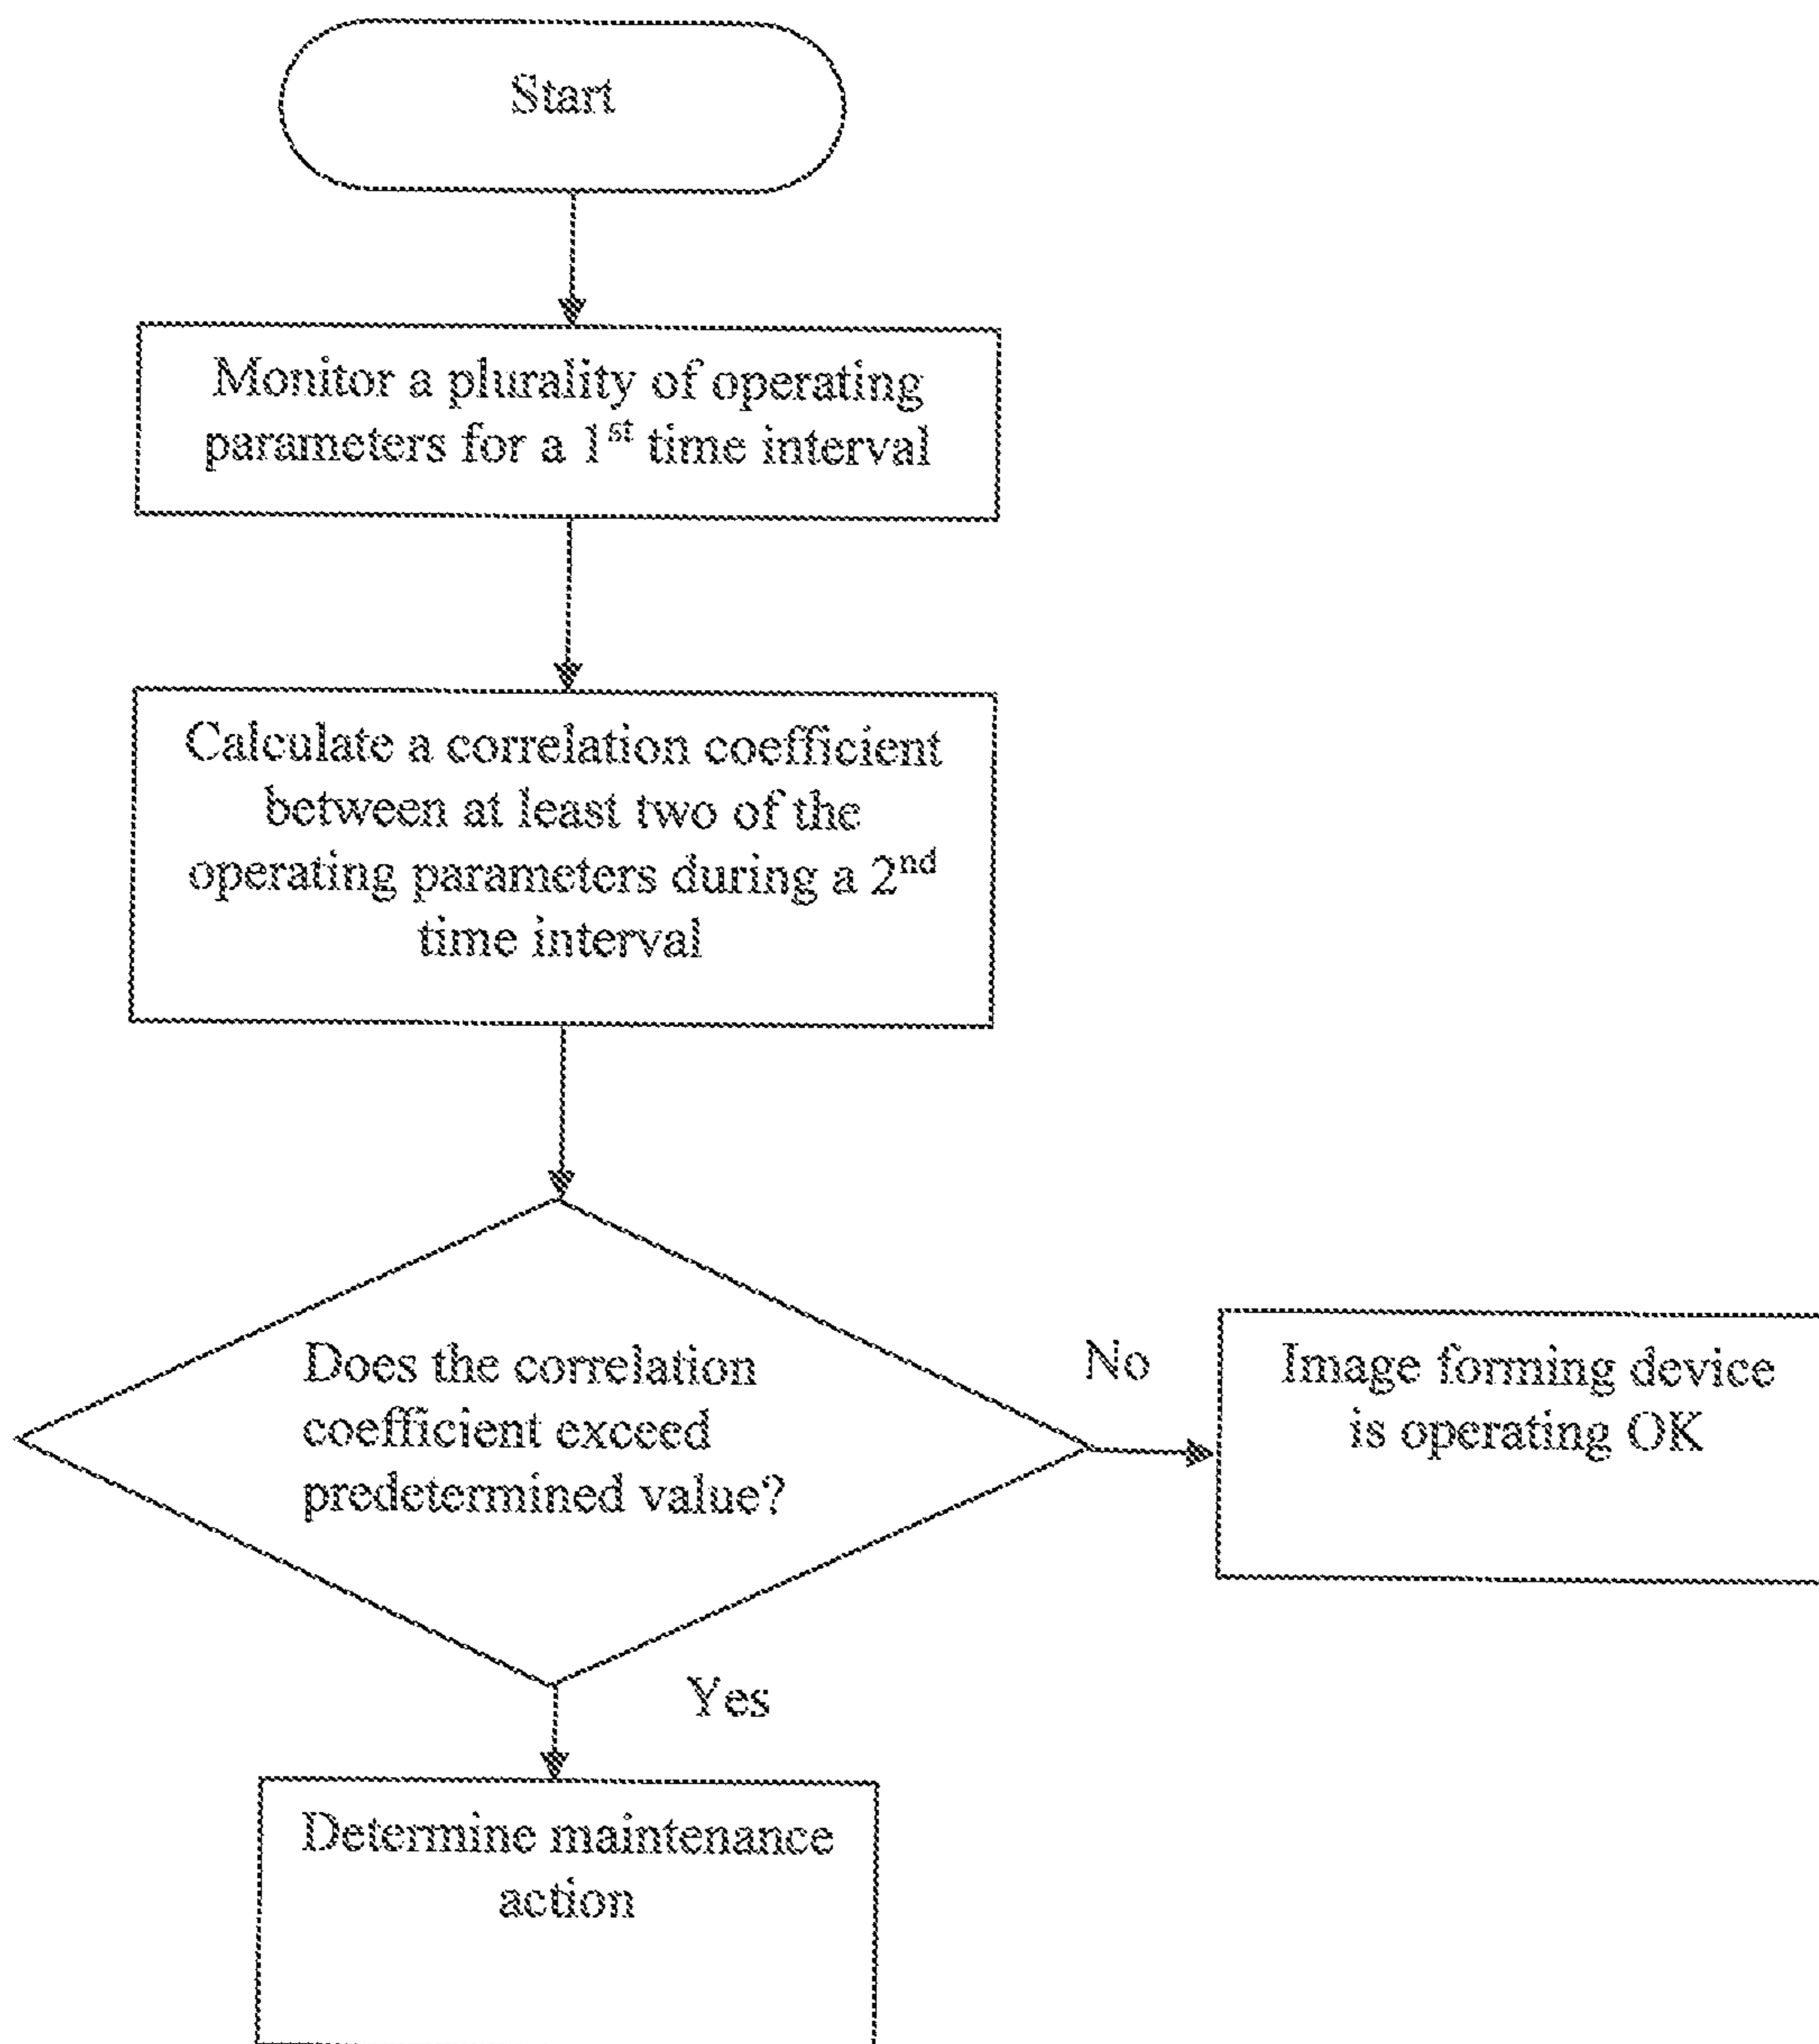 Start
Monitor a plurality of operating
parameters for a 1st time interval
Calculate a correlation coefficient
between at least two of the
operating parameters during a 2nd
time interval
Does the correlation
coefficient exceed
predetermined value?
No
Image forming device
is operating OK
Yes
Determine maintenance
action